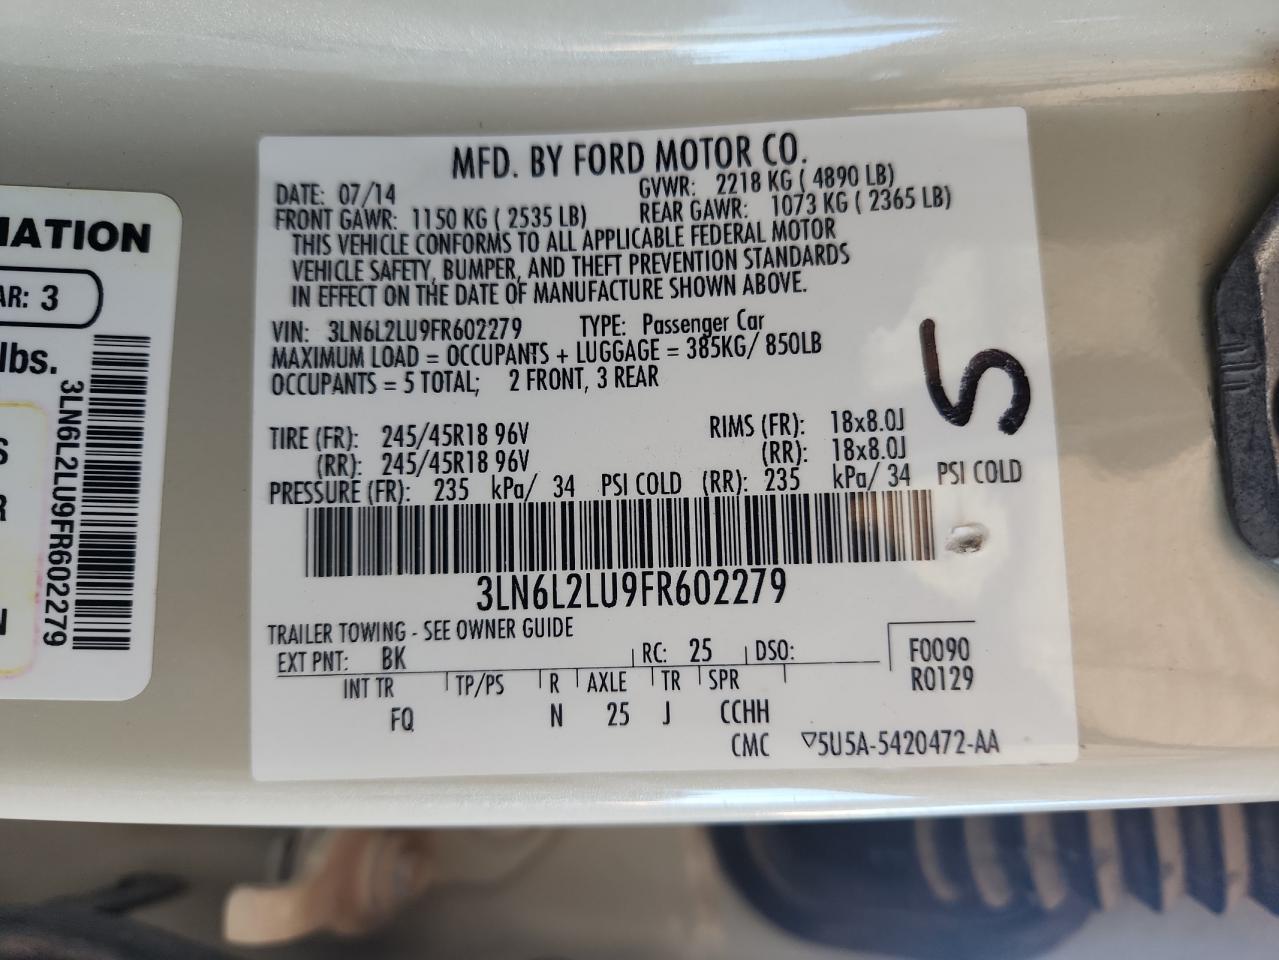 MATION
AR: 3
lbs.
S
R
N
3LN6L2LU9FR602279
MFD. BY FORD MOTOR CO.
DATE: 07/14 GVWR: 2218 KG ( 4890 LB)
FRONT GAWR: 1150 KG ( 2535 LB) REAR GAWR: 1073 KG ( 2365 LB)
THIS VEHICLE CONFORMS TO ALL APPLICABLE FEDERAL MOTOR
VEHICLE SAFETY, BUMPER, AND THEFT PREVENTION STANDARDS
IN EFFECT ON THE DATE OF MANUFACTURE SHOWN ABOVE.
VIN: 3LN6L2LU9FR602279 TYPE: Passenger Car
MAXIMUM LOAD = OCCUPANTS + LUGGAGE = 385KG/ 850LB
OCCUPANTS = 5 TOTAL; 2 FRONT, 3 REAR
5
TIRE (FR): 245/45R18 96V RIMS (FR): 18x8.0J
(RR): 245/45R18 96V (RR): 18x8.0J
PRESSURE (FR): 235 kPa/ 34 PSI COLD (RR): 235 kPa/ 34 PSI COLD
3LN6L2LU9FR602279
TRAILER TOWING - SEE OWNER GUIDE
EXT PNT: BK RC: 25 DSO: F0090
INT TR TP/PS R AXLE TR SPR R0129
FQ N 25 J CCHH
CMC ▽5U5A-5420472-AA